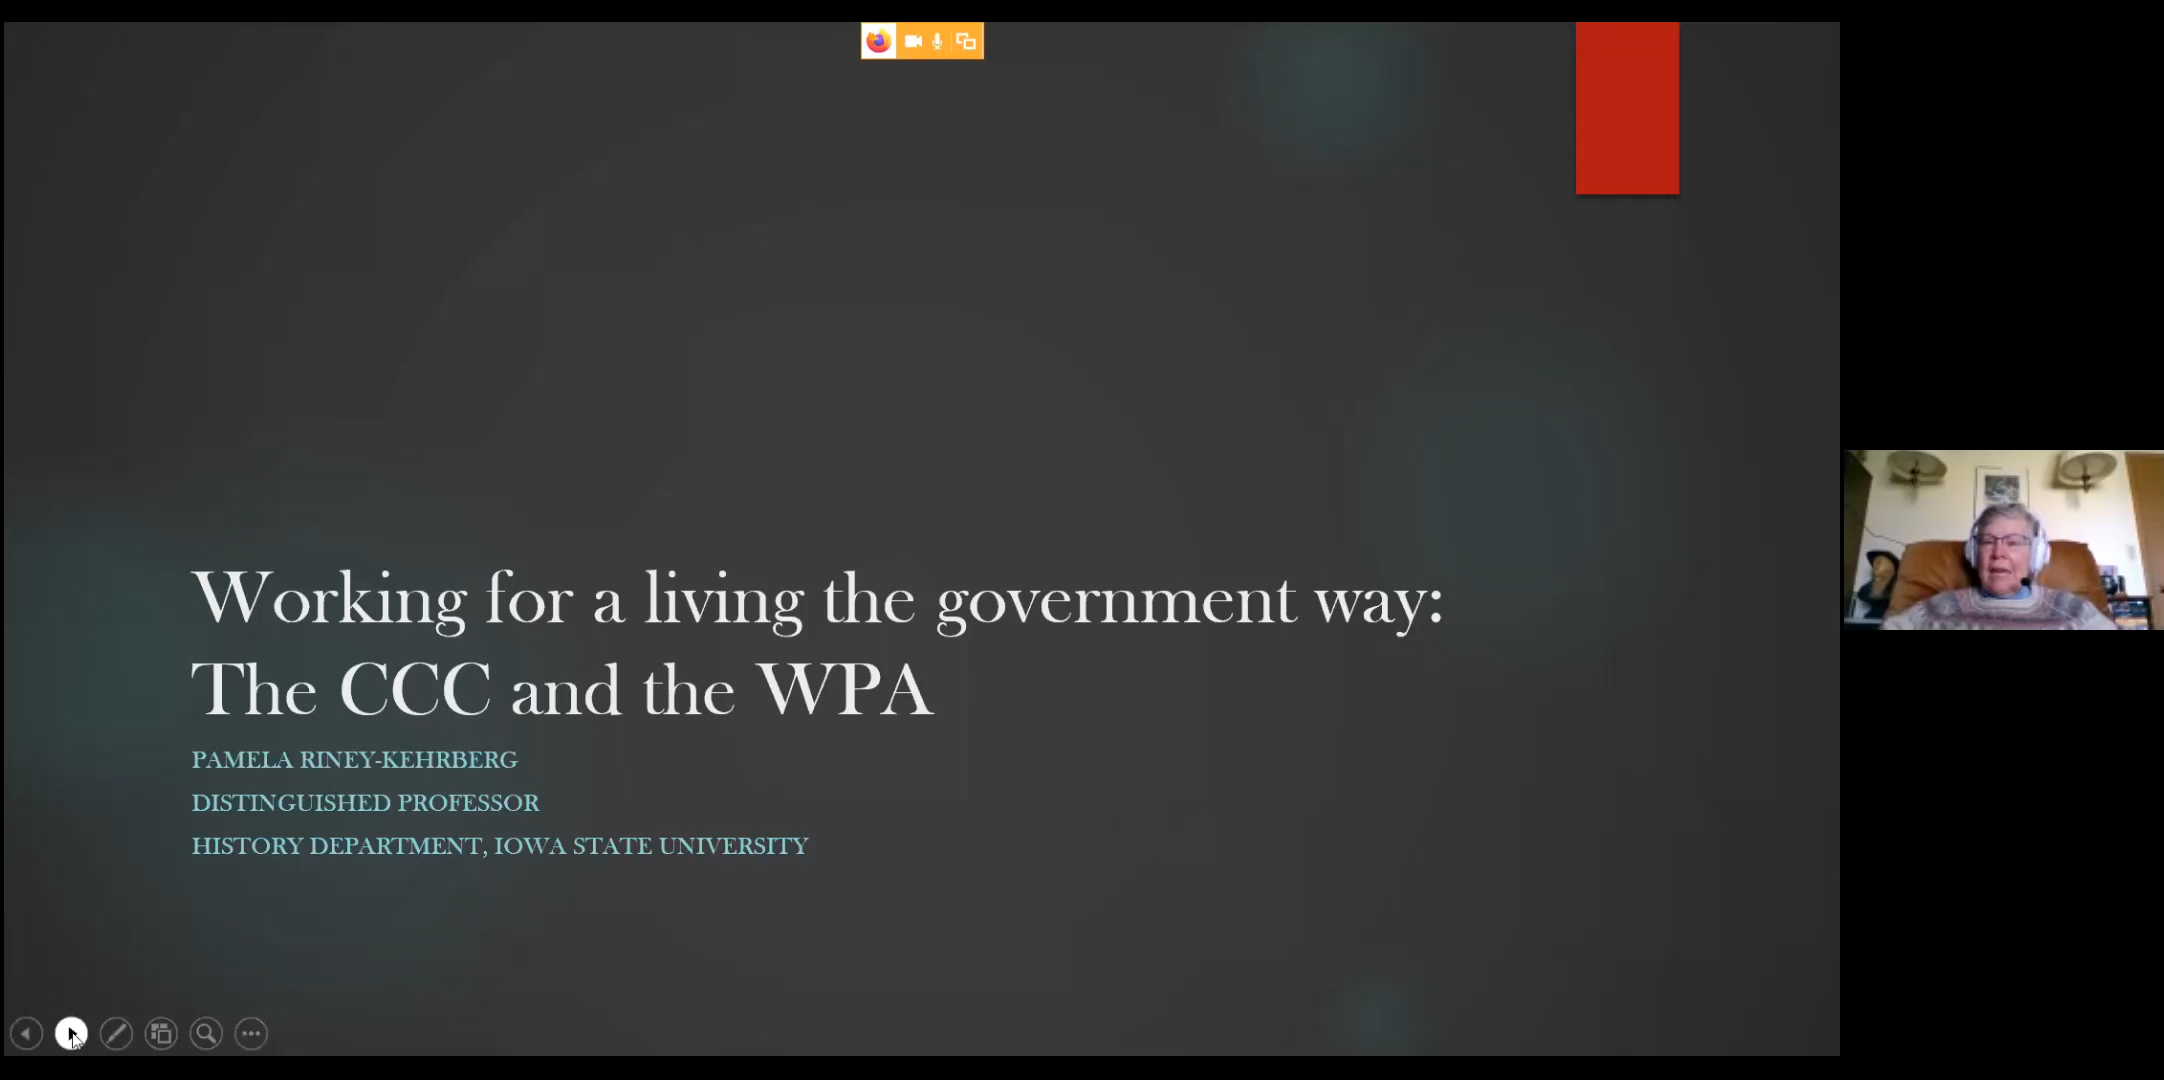 Working for a living the government way:
The CCC and the WPA
PAMELA RINEY-KEHRBERG
DISTINGUISHED PROFESSOR
HISTORY DEPARTMENT, IOWA STATE UNIVERSITY